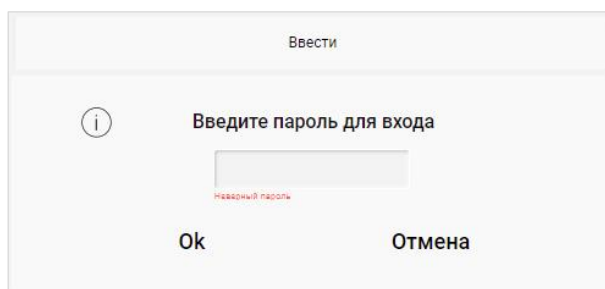 Ввести
Введите пароль для входа
Неверный пароль
Ok Отмена